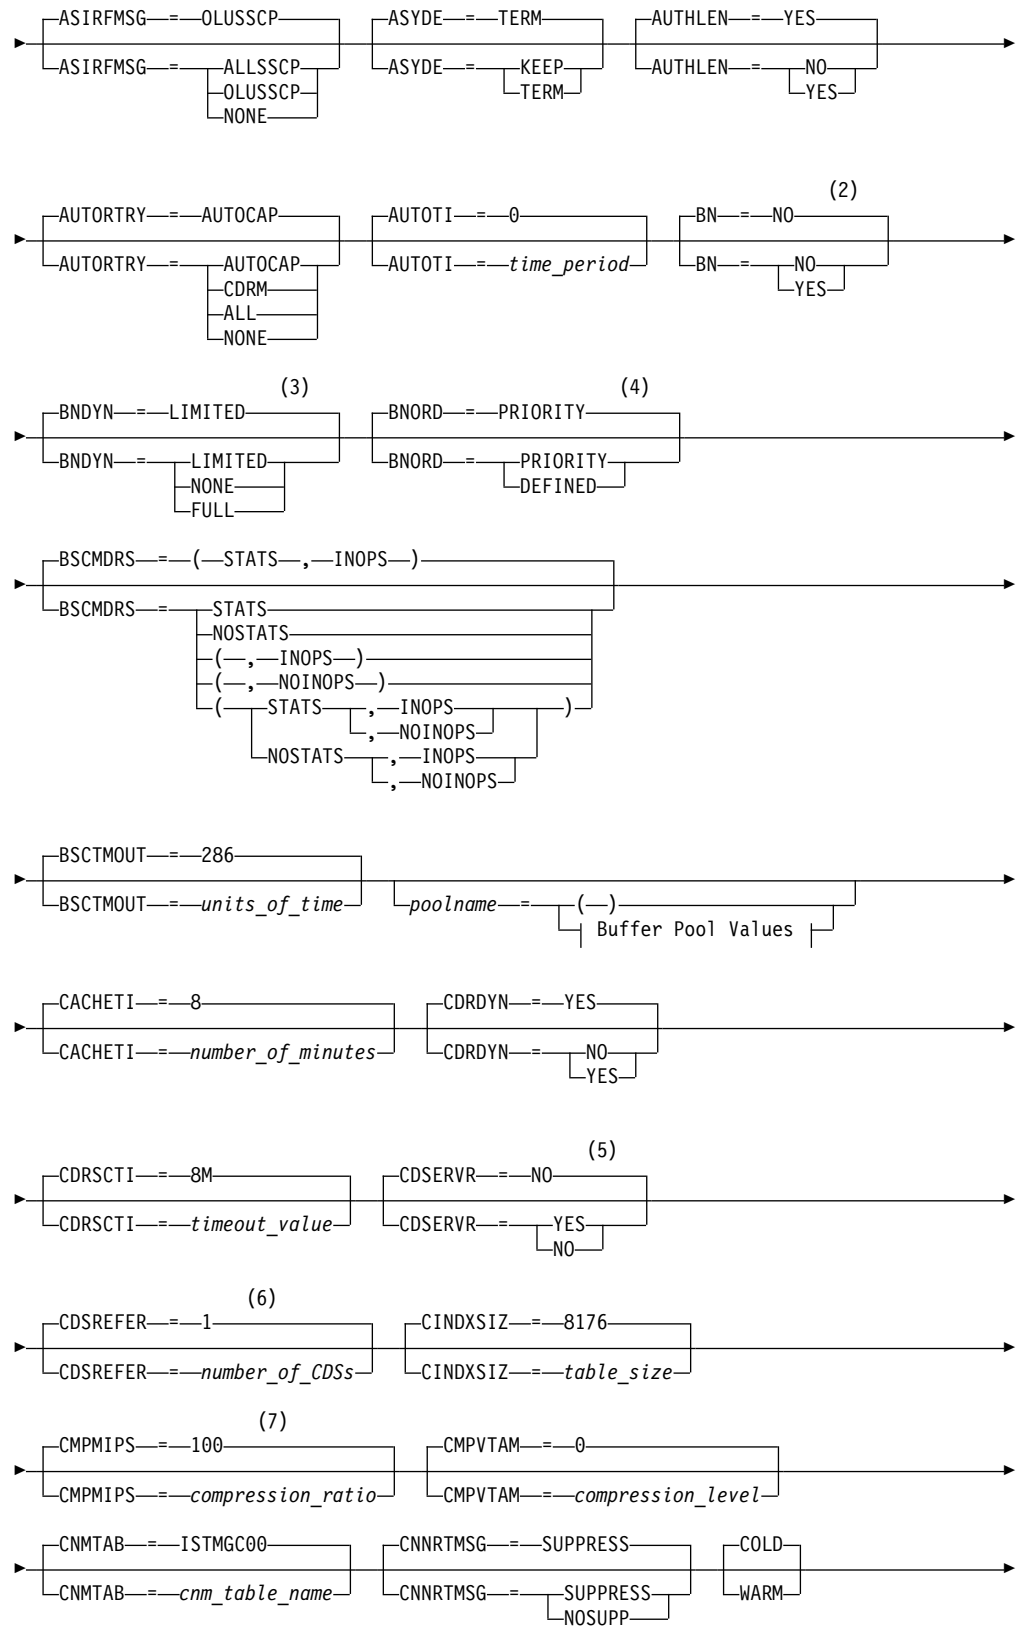 ASIRFMSG = OLUSSCP ASYDE = TERM AUTHLEN = YES
ASIRFMSG = ALLSSCP ASYDE = KEEP AUTHLEN = NO
OLUSSCP TERM YES
NONE
(2)
AUTORTRY = AUTOCAP AUTOTI = 0 BN = NO
AUTORTRY = AUTOCAP AUTOTI = time_period BN = NO
CDRM YES
ALL
NONE
(3) (4)
BNDYN = LIMITED BNORD = PRIORITY
BNDYN = LIMITED BNORD = PRIORITY
NONE DEFINED
FULL
BSCMDRS = ( STATS , INOPS )
BSCMDRS = STATS
NOSTATS
( , INOPS )
( , NOINOPS )
( STATS , INOPS )
, NOINOPS
NOSTATS , INOPS
, NOINOPS
BSCTMOUT = 286
BSCTMOUT = units_of_time poolname = ( )
Buffer Pool Values
CACHETI = 8 CDRDYN = YES
CACHETI = number_of_minutes CDRDYN = NO
YES
(5)
CDRSCTI = 8M CDSERVR = NO
CDRSCTI = timeout_value CDSERVR = YES
NO
(6)
CDSREFER = 1 CINDXSIZ = 8176
CDSREFER = number_of_CDSs CINDXSIZ = table_size
(7)
CMPMIPS = 100 CMPVTAM = 0
CMPMIPS = compression_ratio CMPVTAM = compression_level
CNMTAB = ISTMGC00 CNNRTMSG = SUPPRESS COLD
CNMTAB = cnm_table_name CNNRTMSG = SUPPRESS WARM
NOSUPP